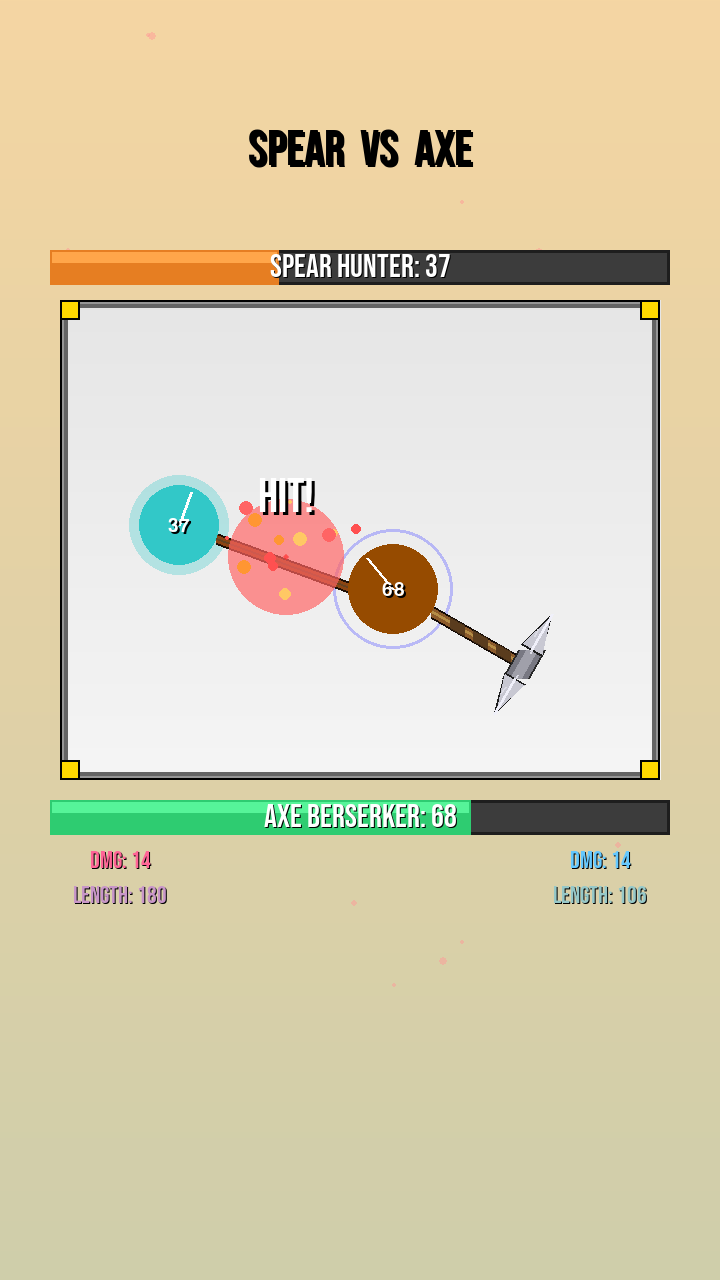 SPEAR VS AXE
SPEAR HUNTER: 37
HIT!
37
68
AXE BERSERKER: 68
DMG: 14
DMG: 14
LENGTH: 180
LENGTH: 106